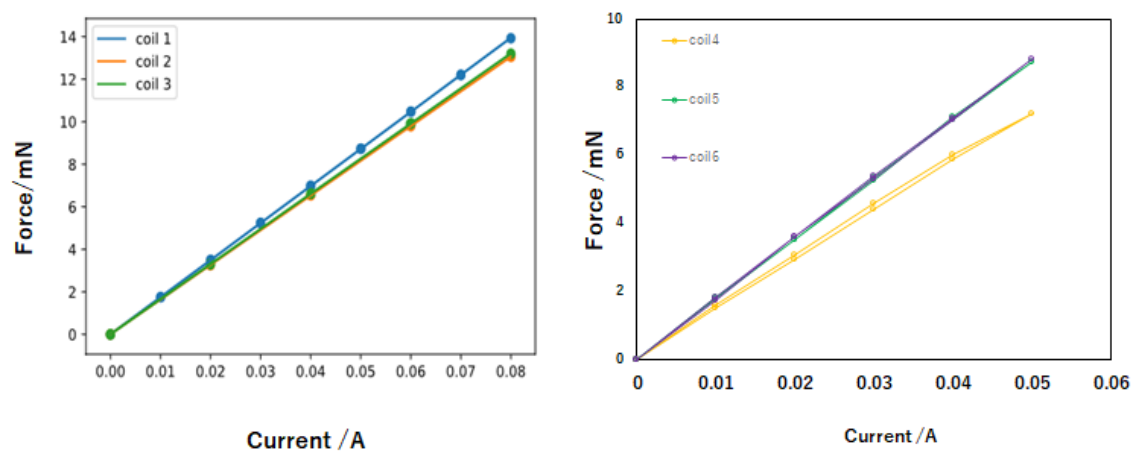 14
12
10
8
6
4
2
0
coil 1
coil 2
coil 3
Force/mN
0.00 0.01 0.02 0.03 0.04 0.05 0.06 0.07 0.08
Current /A
10
8
6
4
2
0
coil4
coil5
coil6
Force /mN
0 0.01 0.02 0.03 0.04 0.05 0.06
Current /A